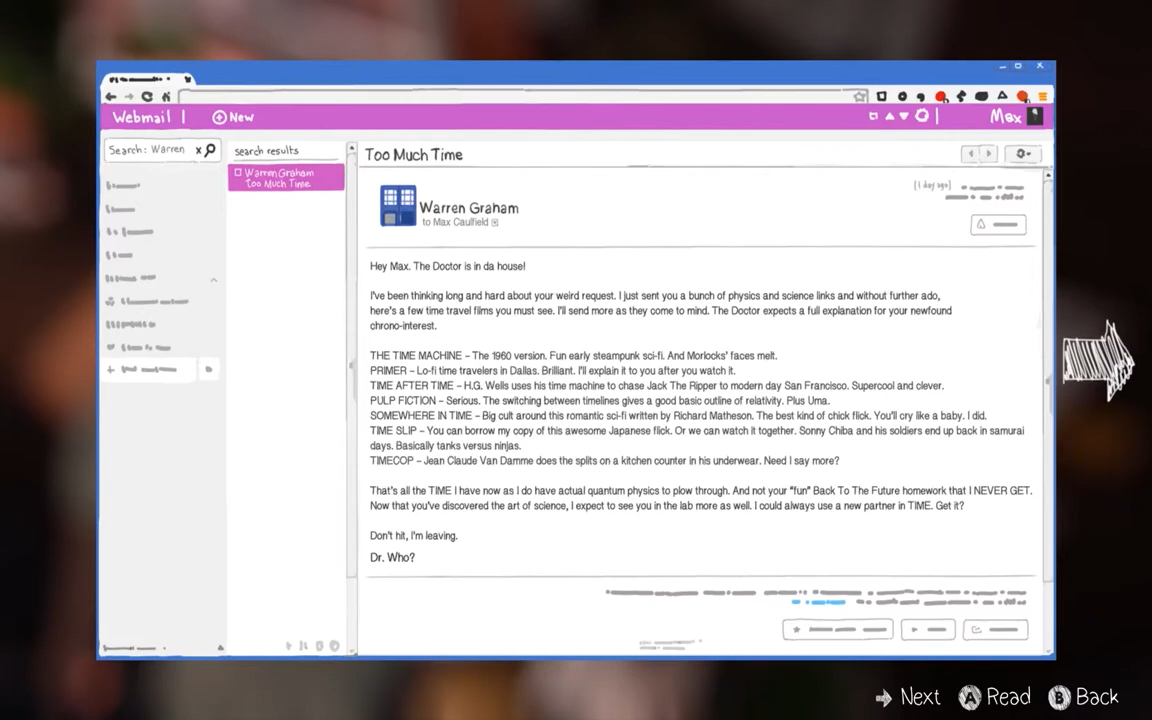 Webmail |
New
Max
Search: Warren x
search results
Too Much Time
Warren Graham
Too Much Time
[1 day ago]
Warren Graham
to Max Caulfield
Hey Max. The Doctor is in da house!
I've been thinking long and hard about your weird request. I just sent you a bunch of physics and science links and without further ado,
here's a few time travel films you must see. I'll send more as they come to mind. The Doctor expects a full explanation for your newfound
chrono-interest.
THE TIME MACHINE – The 1960 version. Fun early steampunk sci-fi. And Morlocks' faces melt.
PRIMER – Lo-fi time travelers in Dallas. Brilliant. I'll explain it to you after you watch it.
TIME AFTER TIME – H.G. Wells uses his time machine to chase Jack The Ripper to modern day San Francisco. Supercool and clever.
PULP FICTION – Serious. The switching between timelines gives a good basic outline of relativity. Plus Uma.
SOMEWHERE IN TIME – Big cult around this romantic sci-fi written by Richard Matheson. The best kind of chick flick. You'll cry like a baby. I did.
TIME SLIP – You can borrow my copy of this awesome Japanese flick. Or we can watch it together. Sonny Chiba and his soldiers end up back in samurai
days. Basically tanks versus ninjas.
TIMECOP – Jean Claude Van Damme does the splits on a kitchen counter in his underwear. Need I say more?
That's all the TIME I have now as I do have actual quantum physics to plow through. And not your "fun" Back To The Future homework that I NEVER GET.
Now that you've discovered the art of science, I expect to see you in the lab more as well. I could always use a new partner in TIME. Get it?
Don't hit, I'm leaving.
Dr. Who?
Next A Read B Back